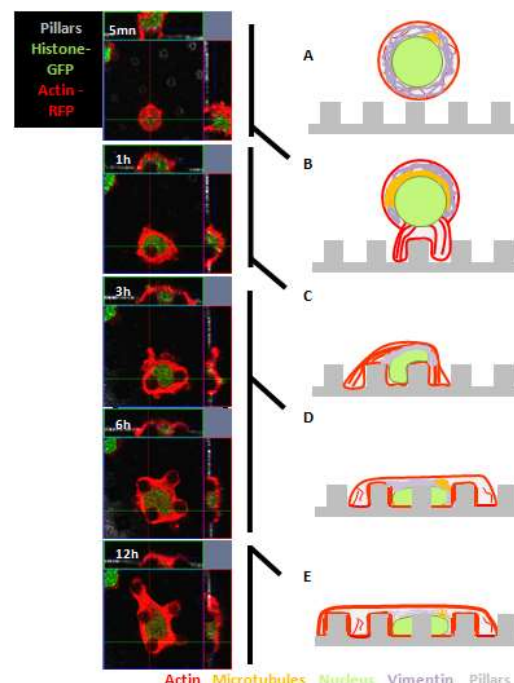 Pillars
Histone-
GFP
Actin -
RFP
5mn
1h
3h
6h
12h
A
B
C
D
E
Actin Microtubules Nucleus Vimentin Pillars